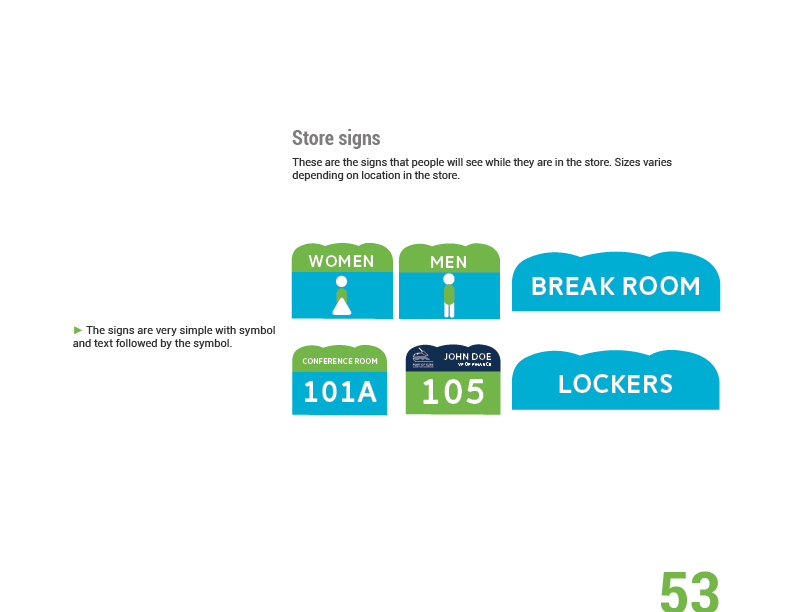 Store signs
These are the signs that people will see while they are in the store. Sizes varies
depending on location in the store.
WOMEN
MEN
BREAK ROOM
► The signs are very simple with symbol
and text followed by the symbol.
CONFERENCE ROOM
101A
JOHN DOE
VP OF FINANCE
105
LOCKERS
53